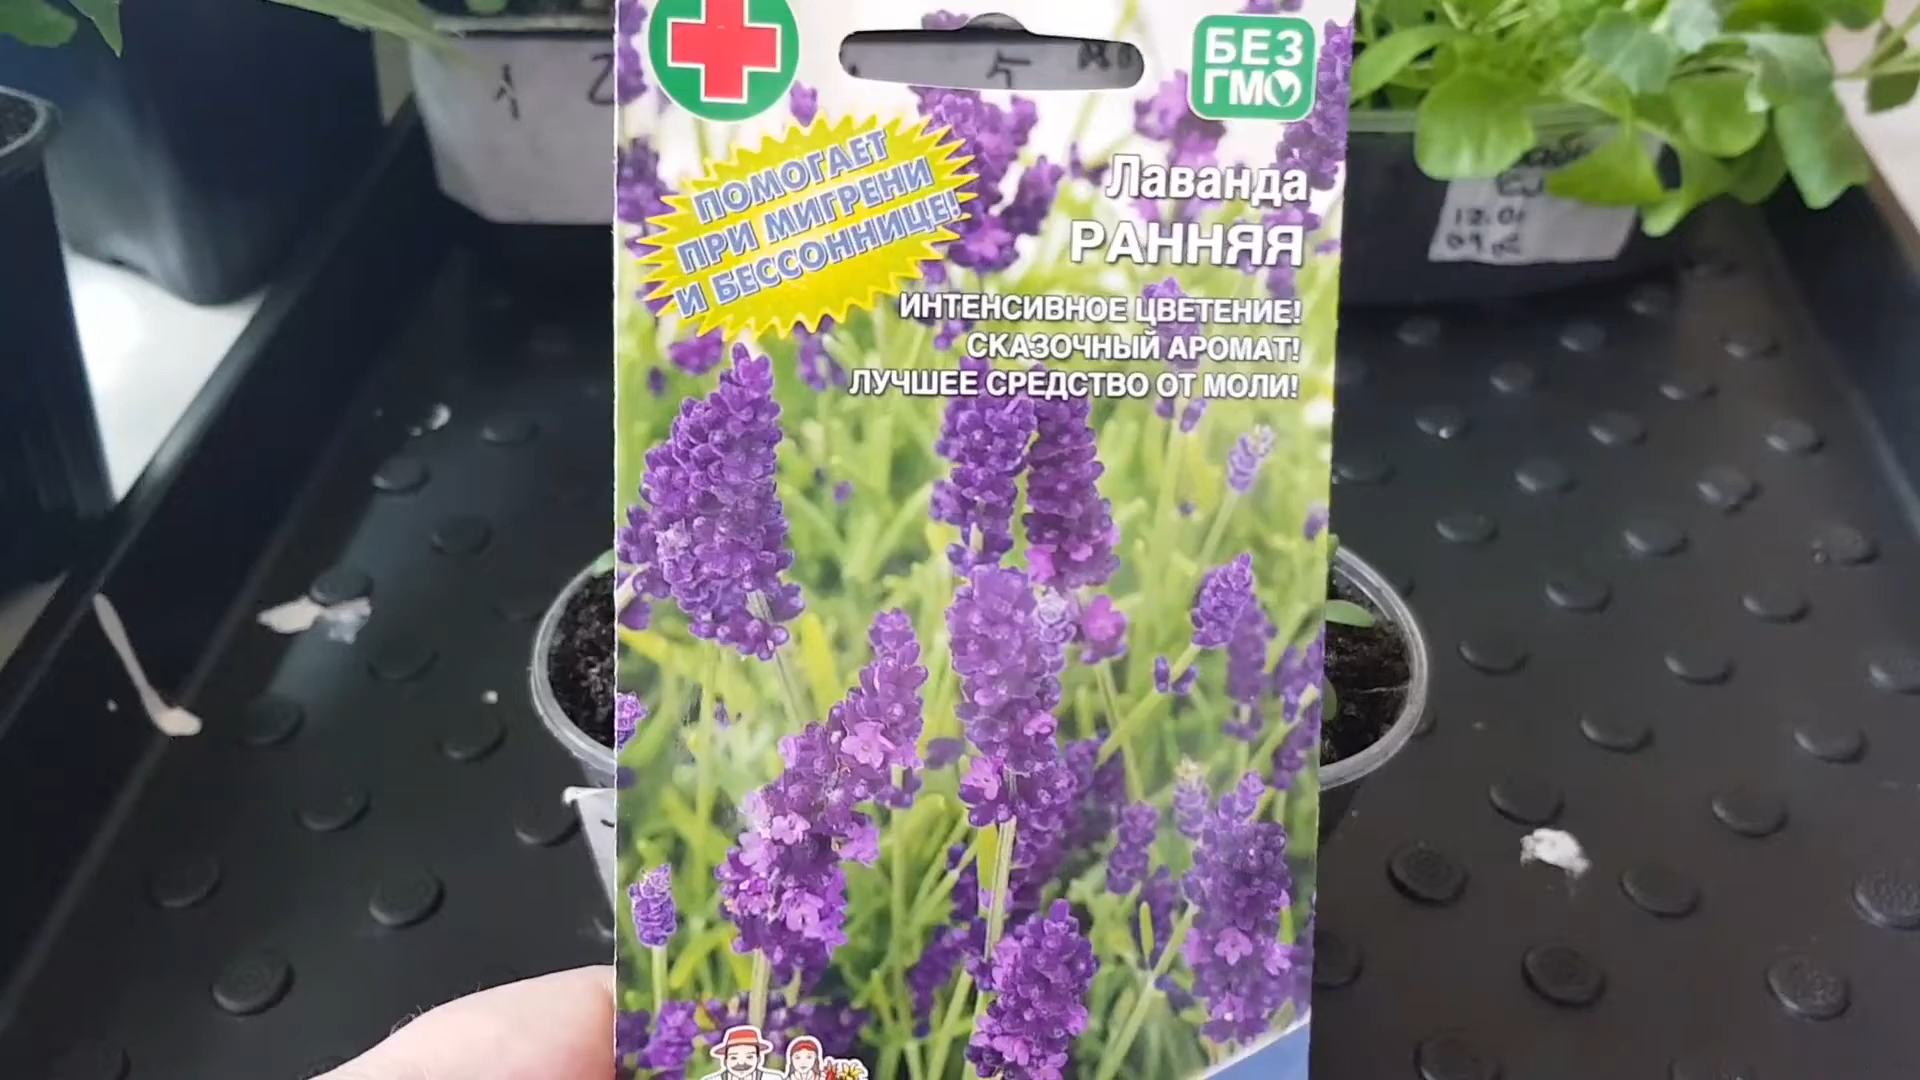 БЕЗ
ГМО
ПОМОГАЕТ
ПРИ МИГРЕНИ
И БЕССОННИЦЕ!
Лаванда
РАННЯЯ
ИНТЕНСИВНОЕ ЦВЕТЕНИЕ!
СКАЗОЧНЫЙ АРОМАТ!
ЛУЧШЕЕ СРЕДСТВО ОТ МОЛИ!